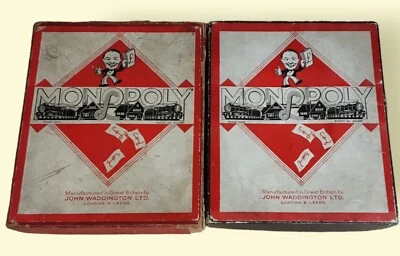 MONOPOLY
Manufactured in Great Britain by
JOHN WADDINGTON LTD.
LONDON & LEEDS.
MONOPOLY
Manufactured in Great Britain by
JOHN WADDINGTON LTD.
LONDON & LEEDS.